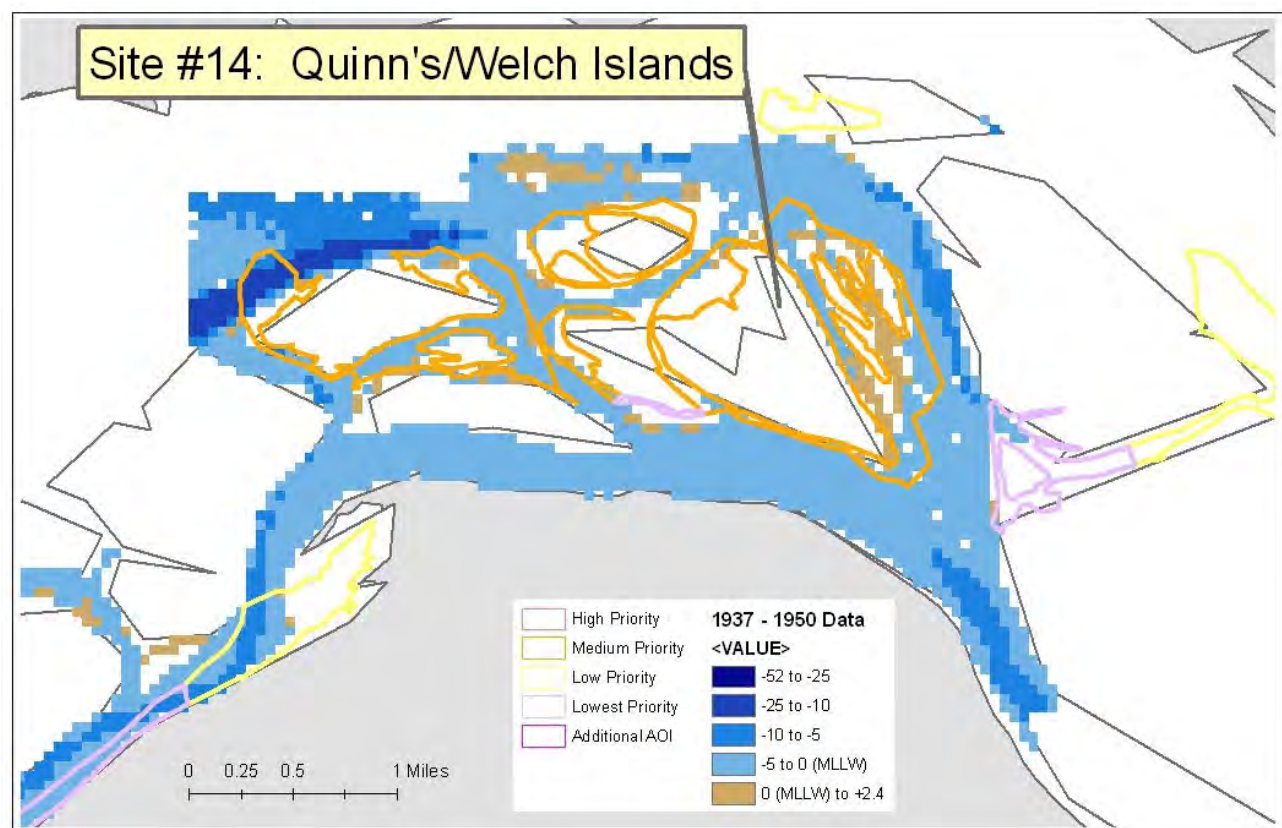 Site #14: Quinn's/Welch Islands
High Priority
Medium Priority
Low Priority
Lowest Priority
Additional AOI
1937 - 1950 Data
<VALUE>
-52 to -25
-25 to -10
-10 to -5
-5 to 0 (MLLW)
0 (MLLW) to +2.4
0 0.25 0.5 1 Miles